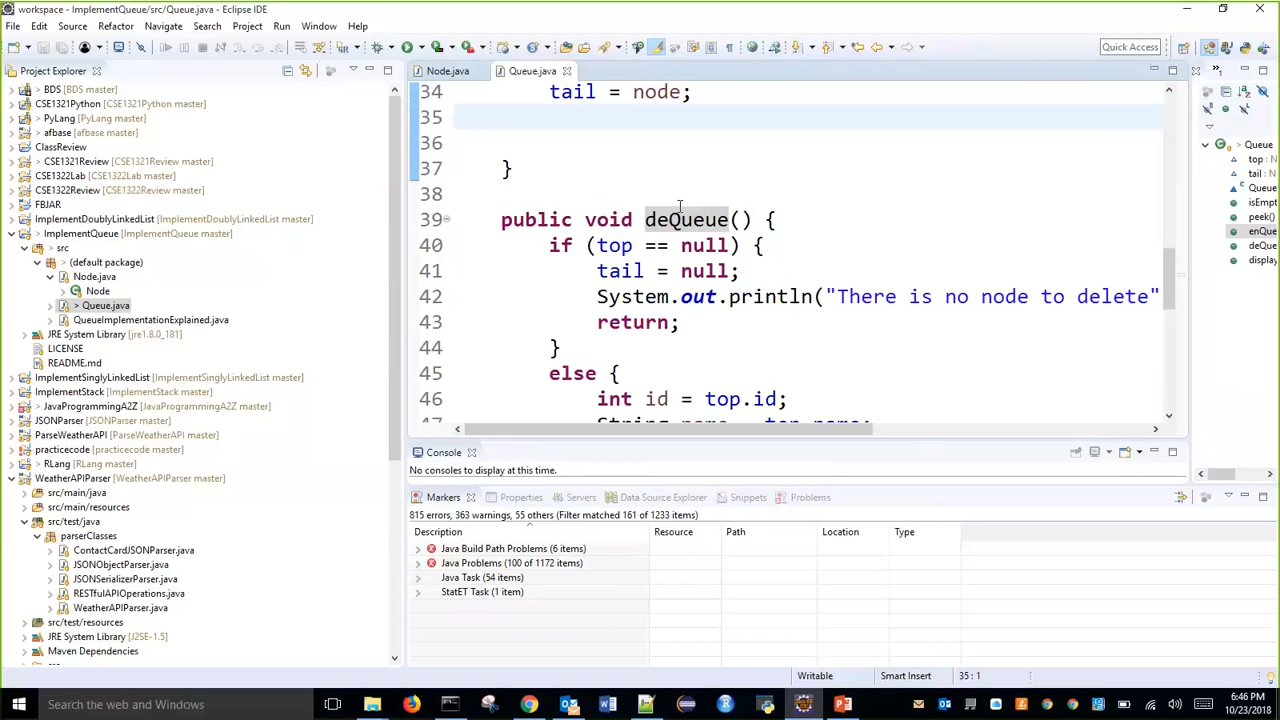 workspace - ImplementQueue/src/Queue.java - Eclipse IDE
File Edit Source Refactor Navigate Search Project Run Window Help
Quick Access
Project Explorer
> BDS [BDS master]
CSE1321Python [CSE1321Python master]
> PyLang [PyLang master]
> afbase [afbase master]
ClassReview
> CSE1321Review [CSE1321Review master]
CSE1322Lab [CSE1322Lab master]
CSE1322Review [CSE1322Review master]
FBJAR
ImplementDoublyLinkedList [ImplementDoublyLinkedList master]
> ImplementQueue [ImplementQueue master]
> src
> (default package)
Node.java
Node
> Queue.java
QueueImplementationExplained.java
JRE System Library [jre1.8.0_181]
LICENSE
README.md
ImplementSinglyLinkedList [ImplementSinglyLinkedList master]
ImplementStack [ImplementStack master]
> JavaProgrammingA2Z [JavaProgrammingA2Z master]
JSONParser [JSONParser master]
ParseWeatherAPI [ParseWeatherAPI master]
practicecode [practicecode master]
> RLang [RLang master]
WeatherAPIParser [WeatherAPIParser master]
src/main/java
src/main/resources
src/test/java
parserClasses
ContactCardJSONParser.java
JSONObjectParser.java
JSONSerializerParser.java
RESTfulAPIOperations.java
WeatherAPIParser.java
src/test/resources
JRE System Library [J2SE-1.5]
Maven Dependencies
Node.java Queue.java
34 tail = node;
35
36
37 }
38
39 public void deQueue() {
40 if (top == null) {
41 tail = null;
42 System.out.println("There is no node to delete"
43 return;
44 }
45 else {
46 int id = top.id;
47 String name = top.name;
Queue
top :
tail :
Queue
isEmp
peek()
enQue
deQue
display
Console
No consoles to display at this time.
Markers Properties Servers Data Source Explorer Snippets Problems
815 errors, 363 warnings, 55 others (Filter matched 161 of 1233 items)
Description Resource Path Location Type
Java Build Path Problems (6 items)
Java Problems (100 of 1172 items)
Java Task (54 items)
StatET Task (1 item)
Writable Smart Insert 35 : 1
Search the web and Windows
6:46 PM
10/23/2018